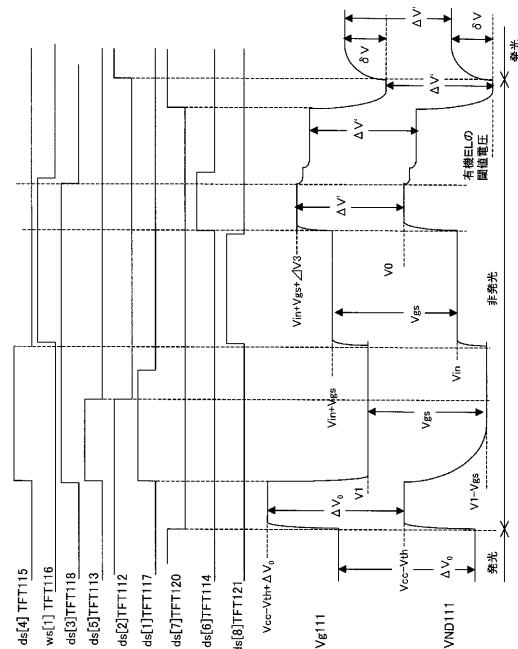 ds[4] TFT115
ws[1] TFT116
ds[3]TFT118
ds[5]TFT113
ds[2]TFT112
ds[1]TFT117
ds[7]TFT120
ds[6]TFT114
ds[8]TFT121
Vcc-Vth+ΔV₀
Vg111
ΔV₀
ΔV₀
V1
Vin+Vgs
Vgs
Vin+Vgs+⊿V3
ΔV'
ΔV'
ΔV'
δV
ΔV'
Vcc-Vth
VND111
V1-Vgs
Vgs
Vin
V0
δV
有機ELの
閾値電圧
発光
非発光
発光